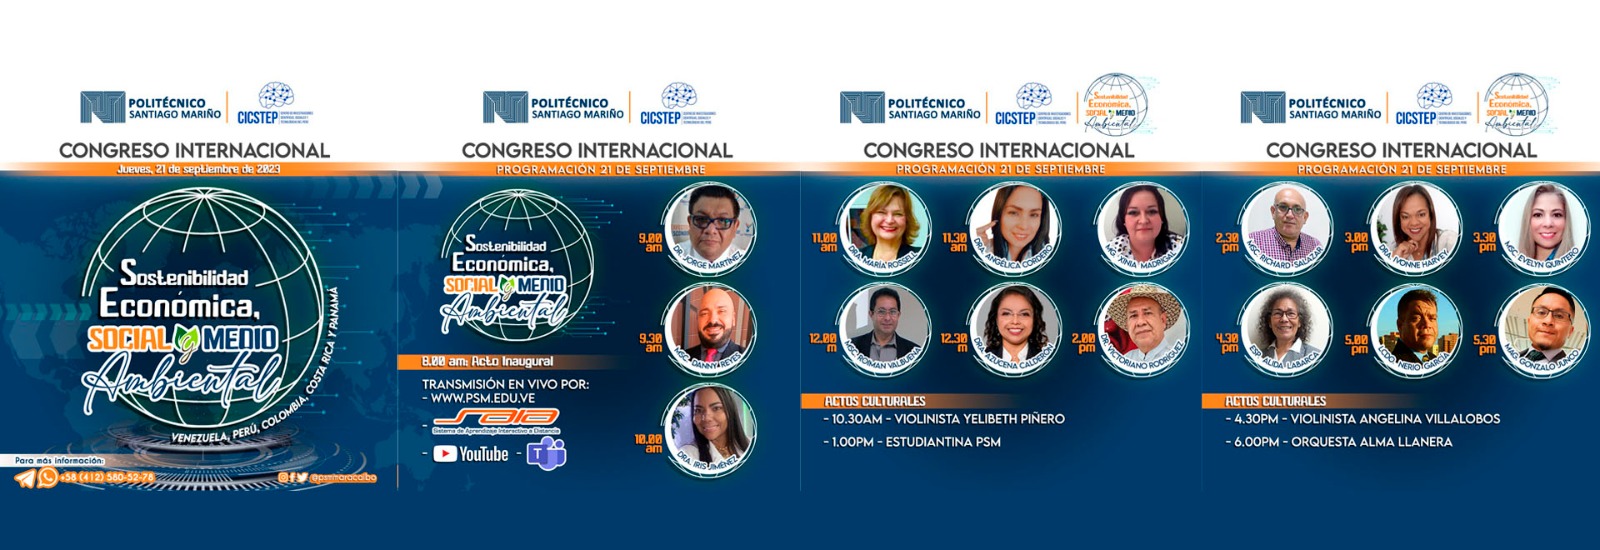 POLITÉCNICO
SANTIAGO MARIÑO
CICSTEP
CONGRESO INTERNACIONAL
Jueves, 21 de septiembre de 2023
Sostenibilidad
Económica,
SOCIAL y MEDIO
Ambiental
VENEZUELA, PERÚ, COLOMBIA, COSTA RICA Y PANAMÁ
Para más información:
+58 (412) 580-52-78
@psmmaracaibo
POLITÉCNICO
SANTIAGO MARIÑO
CICSTEP
CONGRESO INTERNACIONAL
PROGRAMACIÓN 21 DE SEPTIEMBRE
Sostenibilidad
Económica,
SOCIAL y MEDIO
Ambiental
8.00 am; Acto Inaugural
TRANSMISIÓN EN VIVO POR:
- WWW.PSM.EDU.VE
- saia
Sistema de Aprendizaje Interactivo a Distancia
- YouTube - T
9.00 am
DR. JORGE MARTÍNEZ
9.30 am
MSC. DANNY REYES
10.00 am
DRA. IRIS JIMÉNEZ
POLITÉCNICO
SANTIAGO MARIÑO
CICSTEP
Sostenibilidad
Económica,
SOCIAL y MEDIO
Ambiental
CONGRESO INTERNACIONAL
PROGRAMACIÓN 21 DE SEPTIEMBRE
11.00 am
DRA. MARÍA ROSSELL
11.30 am
DRA. ANGÉLICA CORDERO
MG. XINIA MADRIGAL
12.00 m
MSC. ROIMAN VALBUENA
12.30 m
DRA. AZUCENA CALDERÓN
2.00 pm
DR. VICTORIANO RODRÍGUEZ
ACTOS CULTURALES
- 10.30AM - VIOLINISTA YELIBETH PIÑERO
- 1.00PM - ESTUDIANTINA PSM
POLITÉCNICO
SANTIAGO MARIÑO
CICSTEP
Sostenibilidad
Económica,
SOCIAL y MEDIO
Ambiental
CONGRESO INTERNACIONAL
PROGRAMACIÓN 21 DE SEPTIEMBRE
2.30 pm
MSC. RICHARD SALAZAR
3.00 pm
DRA. IVONNE HARVEY
3.30 pm
MSC. EVELYN QUINTERO
4.30 pm
ESP. ALIDA LABARCA
5.00 pm
LCDO. NERIO GARCÍA
5.30 pm
MAG. GONZALO JUNCO
ACTOS CULTURALES
- 4.30PM - VIOLINISTA ANGELINA VILLALOBOS
- 6.00PM - ORQUESTA ALMA LLANERA